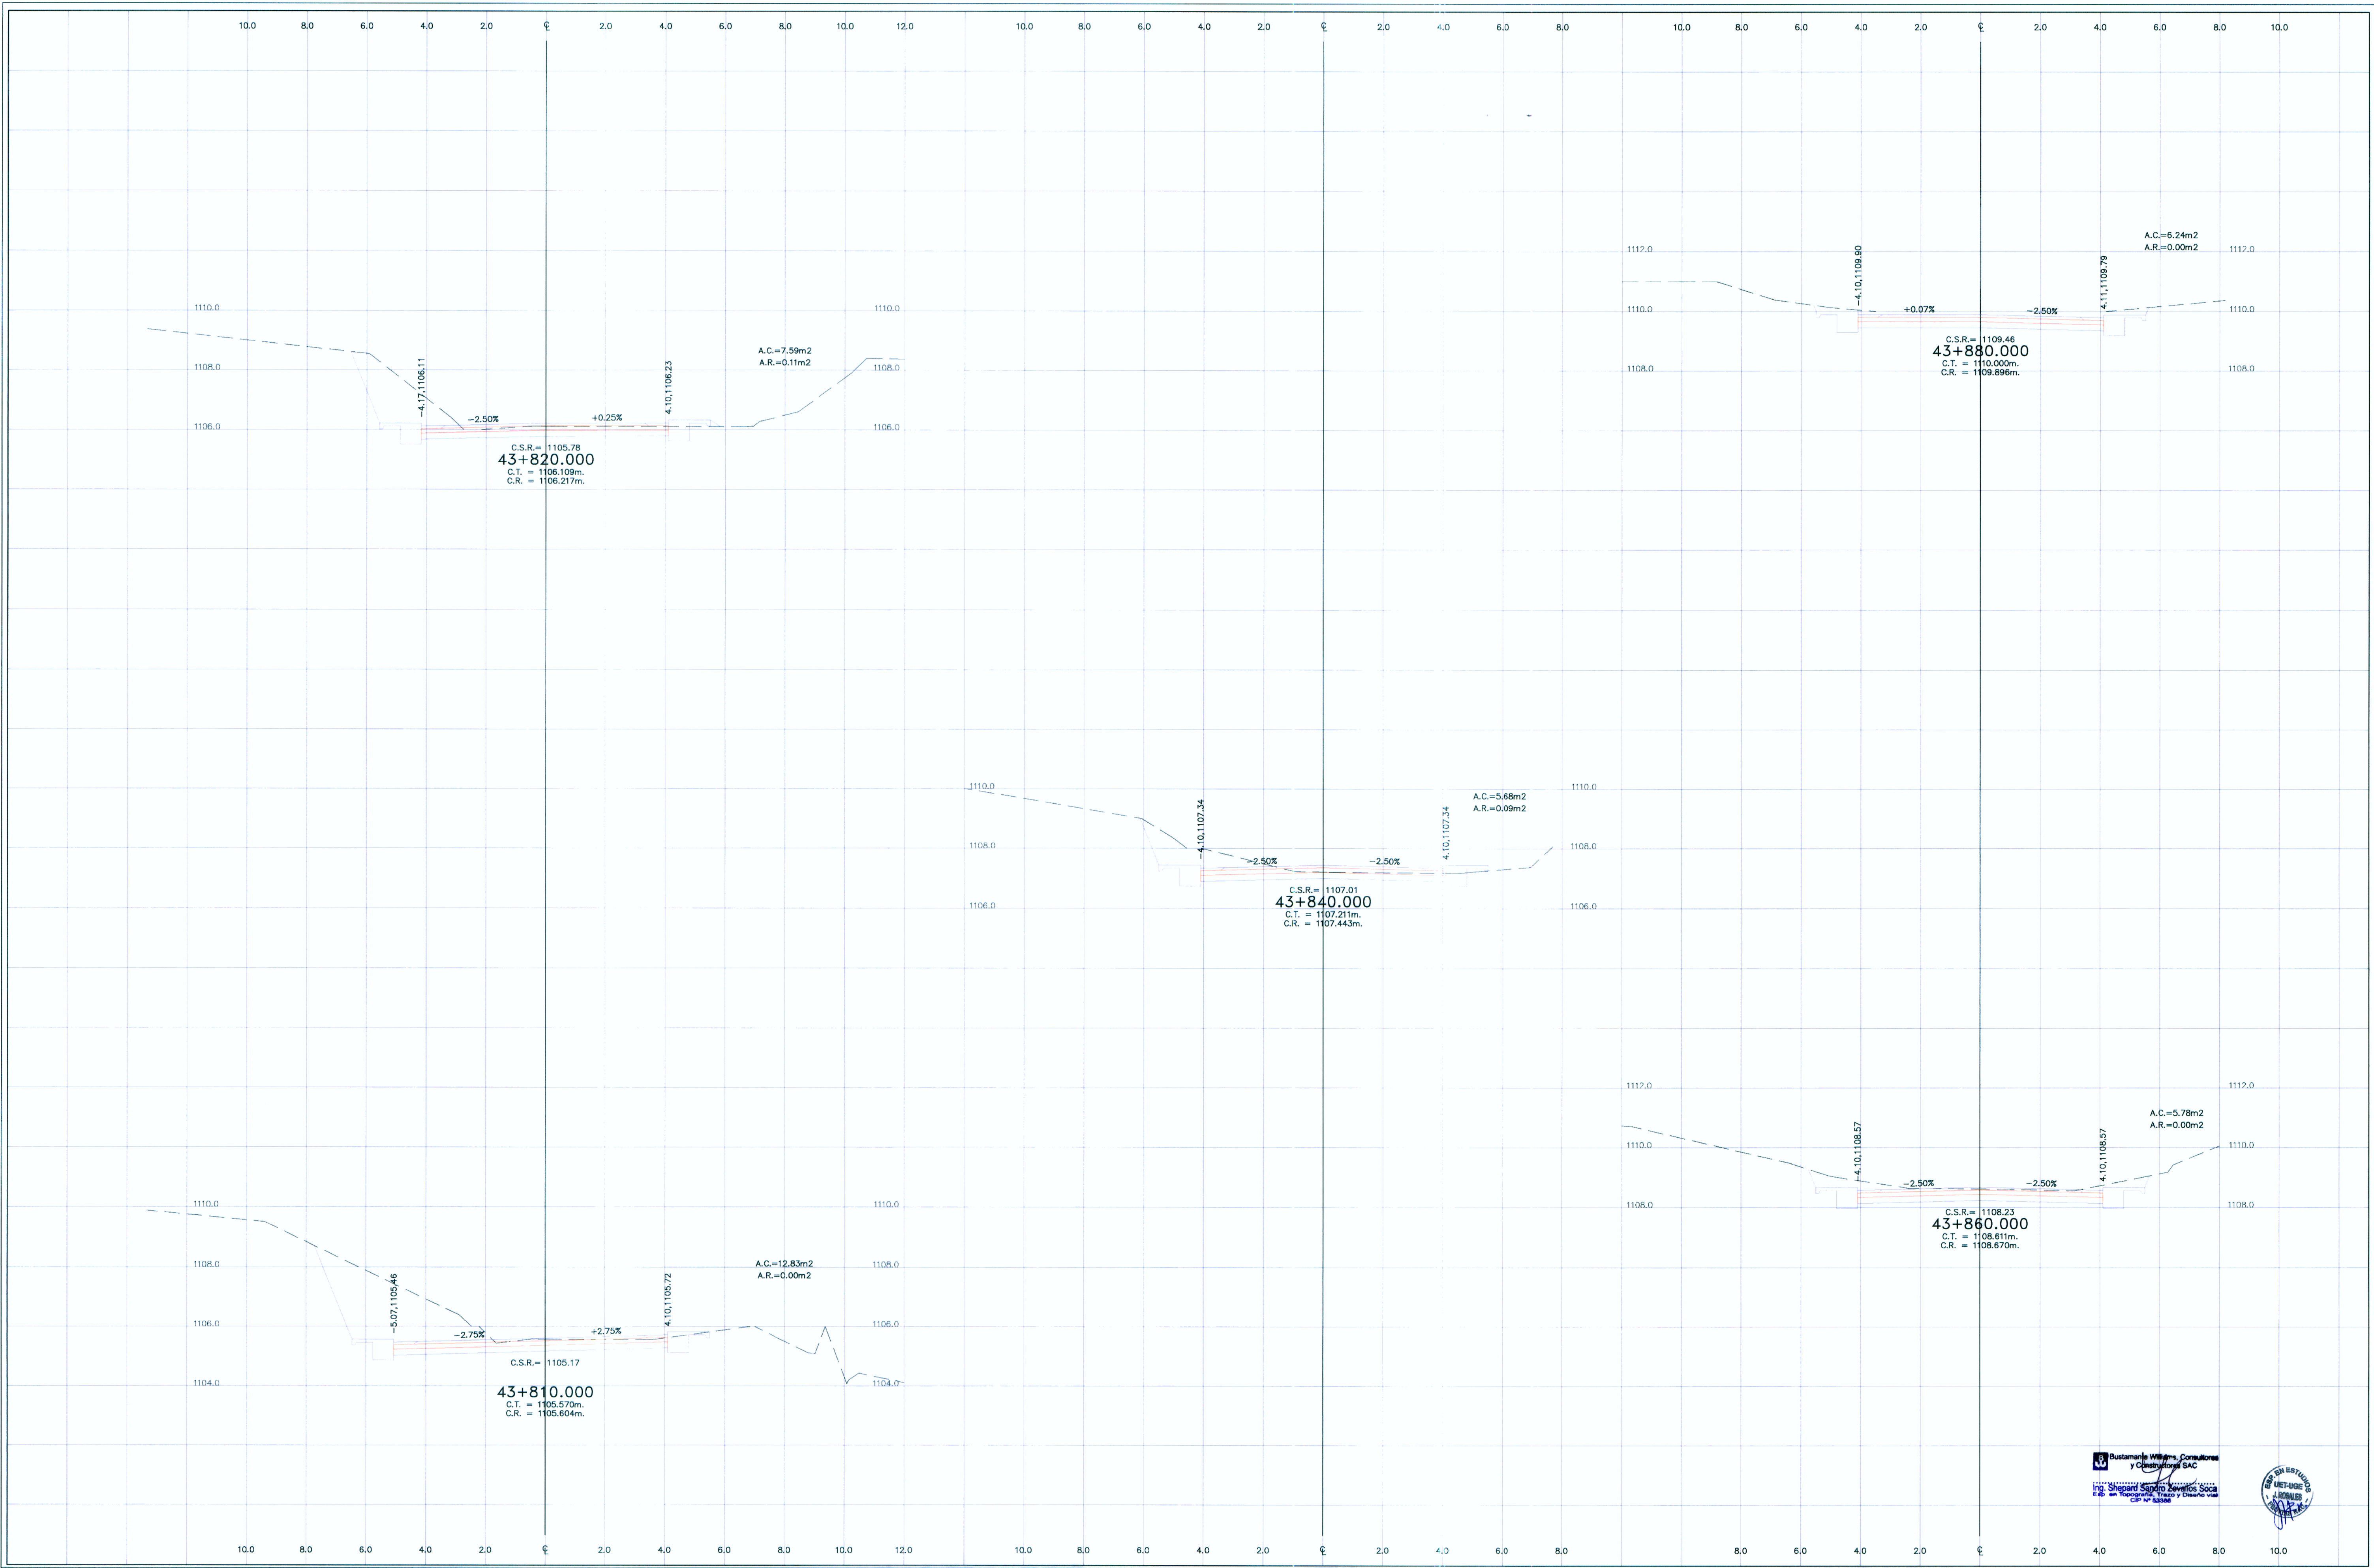 10.0 8.0 6.0 4.0 2.0 ℄ 2.0 4.0 6.0 8.0 10.0 12.0 10.0 8.0 6.0 4.0 2.0 ℄ 2.0 4.0 6.0 8.0 10.0 8.0 6.0 4.0 2.0 ℄ 2.0 4.0 6.0 8.0 10.0
1110.0 1110.0
1108.0 1108.0
1106.0 1106.0
-4.17,1106.11
4.10,1106.23
A.C.=7.59m2
A.R.=0.11m2
-2.50% +0.25%
C.S.R.= 1105.78
43+820.000
C.T. = 1106.109m.
C.R. = 1106.217m.
1112.0 1112.0
1110.0 1110.0
1108.0 1108.0
-4.10,1109.90
4.11,1109.79
A.C.=6.24m2
A.R.=0.00m2
+0.07% -2.50%
C.S.R.= 1109.46
43+880.000
C.T. = 1110.000m.
C.R. = 1109.896m.
1110.0 1110.0
1108.0 1108.0
1106.0 1106.0
-4.10,1107.34
4.10,1107.34
A.C.=5.68m2
A.R.=0.09m2
-2.50% -2.50%
C.S.R.= 1107.01
43+840.000
C.T. = 1107.211m.
C.R. = 1107.443m.
1110.0 1110.0
1108.0 1108.0
1106.0 1106.0
1104.0 1104.0
-5.07,1105.46
4.10,1105.72
A.C.=12.83m2
A.R.=0.00m2
-2.75% +2.75%
C.S.R.= 1105.17
43+810.000
C.T. = 1105.570m.
C.R. = 1105.604m.
1112.0 1112.0
1110.0 1110.0
1108.0 1108.0
-4.10,1108.57
4.10,1108.57
A.C.=5.78m2
A.R.=0.00m2
-2.50% -2.50%
C.S.R.= 1108.23
43+860.000
C.T. = 1108.611m.
C.R. = 1108.670m.
Bustamante Williams, Consultores
y Constructores SAC
Ing. Shepard Sandro Zevallos Soca
Esp. en Topografía, Trazo y Diseño vial
CIP N° 53388
ESP. EN ESTUDIOS
UET-UGE
J. ROSALES
10.0 8.0 6.0 4.0 2.0 ℄ 2.0 4.0 6.0 8.0 10.0 12.0 10.0 8.0 6.0 4.0 2.0 ℄ 2.0 4.0 6.0 8.0 8.0 6.0 4.0 2.0 ℄ 2.0 4.0 6.0 8.0 10.0